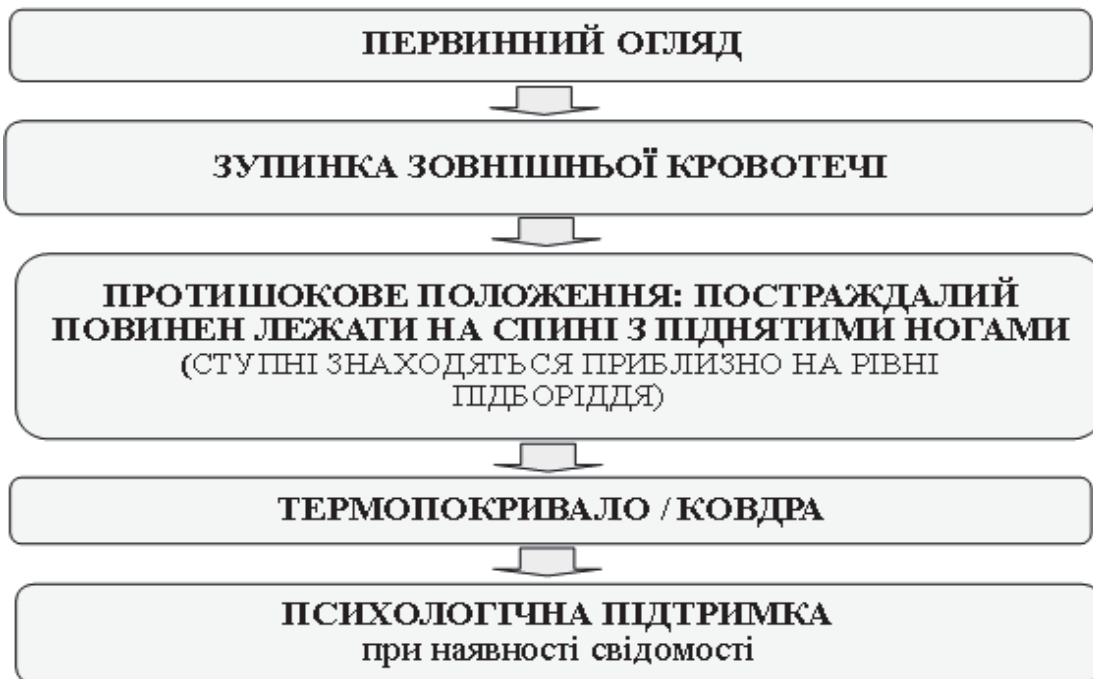 ПЕРВИННИЙ ОГЛЯД
ЗУПИНКА ЗОВНІШНЬОЇ КРОВОТЕЧІ
ПРОТИШОКОВЕ ПОЛОЖЕННЯ: ПОСТРАЖДАЛИЙ
ПОВИНЕН ЛЕЖАТИ НА СПИНІ З ПІДНЯТИМИ НОГАМИ
(СТУПНІ ЗНАХОДЯТЬСЯ ПРИБЛИЗНО НА РІВНІ
ПІДБОРІДДЯ)
ТЕРМОПОКРИВАЛО / КОВДРА
ПСИХОЛОГІЧНА ПІДТРИМКА
при наявності свідомості